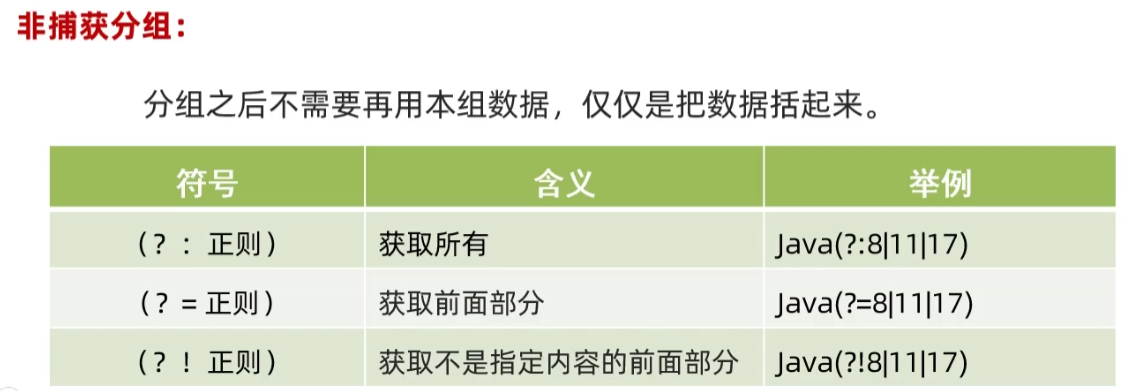 非捕获分组：
分组之后不需要再用本组数据，仅仅是把数据括起来。
符号 含义 举例
（？：正则） 获取所有 Java(?:8|11|17)
（？= 正则） 获取前面部分 Java(?=8|11|17)
（？！正则） 获取不是指定内容的前面部分 Java(?!8|11|17)